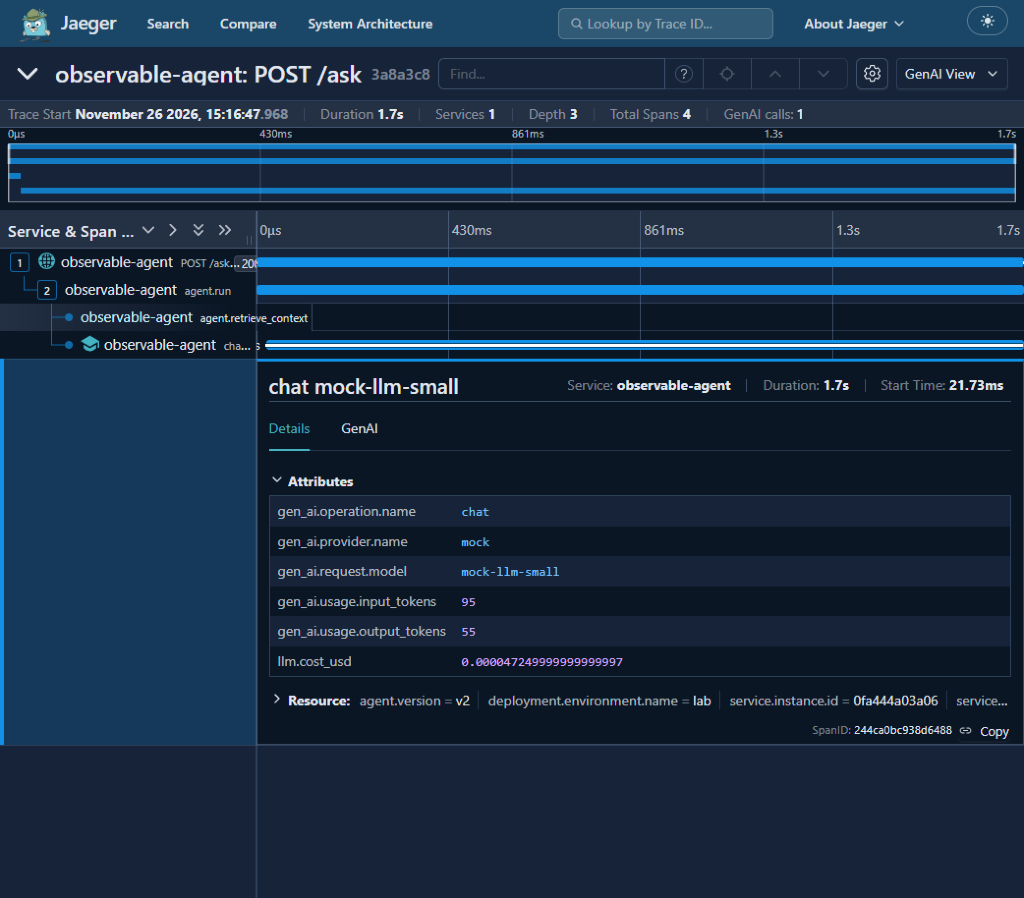 Jaeger Search Compare System Architecture Lookup by Trace ID... About Jaeger
observable-agent: POST /ask 3a8a3c8 Find... ? GenAI View
Trace Start November 26 2026, 15:16:47.968 Duration 1.7s Services 1 Depth 3 Total Spans 4 GenAI calls: 1
0μs 430ms 861ms 1.3s 1.7s
Service & Span ... 0μs 430ms 861ms 1.3s 1.7s
1 observable-agent POST /ask... 20
2 observable-agent agent.run
observable-agent agent.retrieve_context
observable-agent cha... s
chat mock-llm-small Service: observable-agent Duration: 1.7s Start Time: 21.73ms
Details GenAI
Attributes
gen_ai.operation.name chat
gen_ai.provider.name mock
gen_ai.request.model mock-llm-small
gen_ai.usage.input_tokens 95
gen_ai.usage.output_tokens 55
llm.cost_usd 0.000047249999999999997
Resource: agent.version = v2 deployment.environment.name = lab service.instance.id = 0fa444a03a06 service...
SpanID: 244ca0bc938d6488 Copy